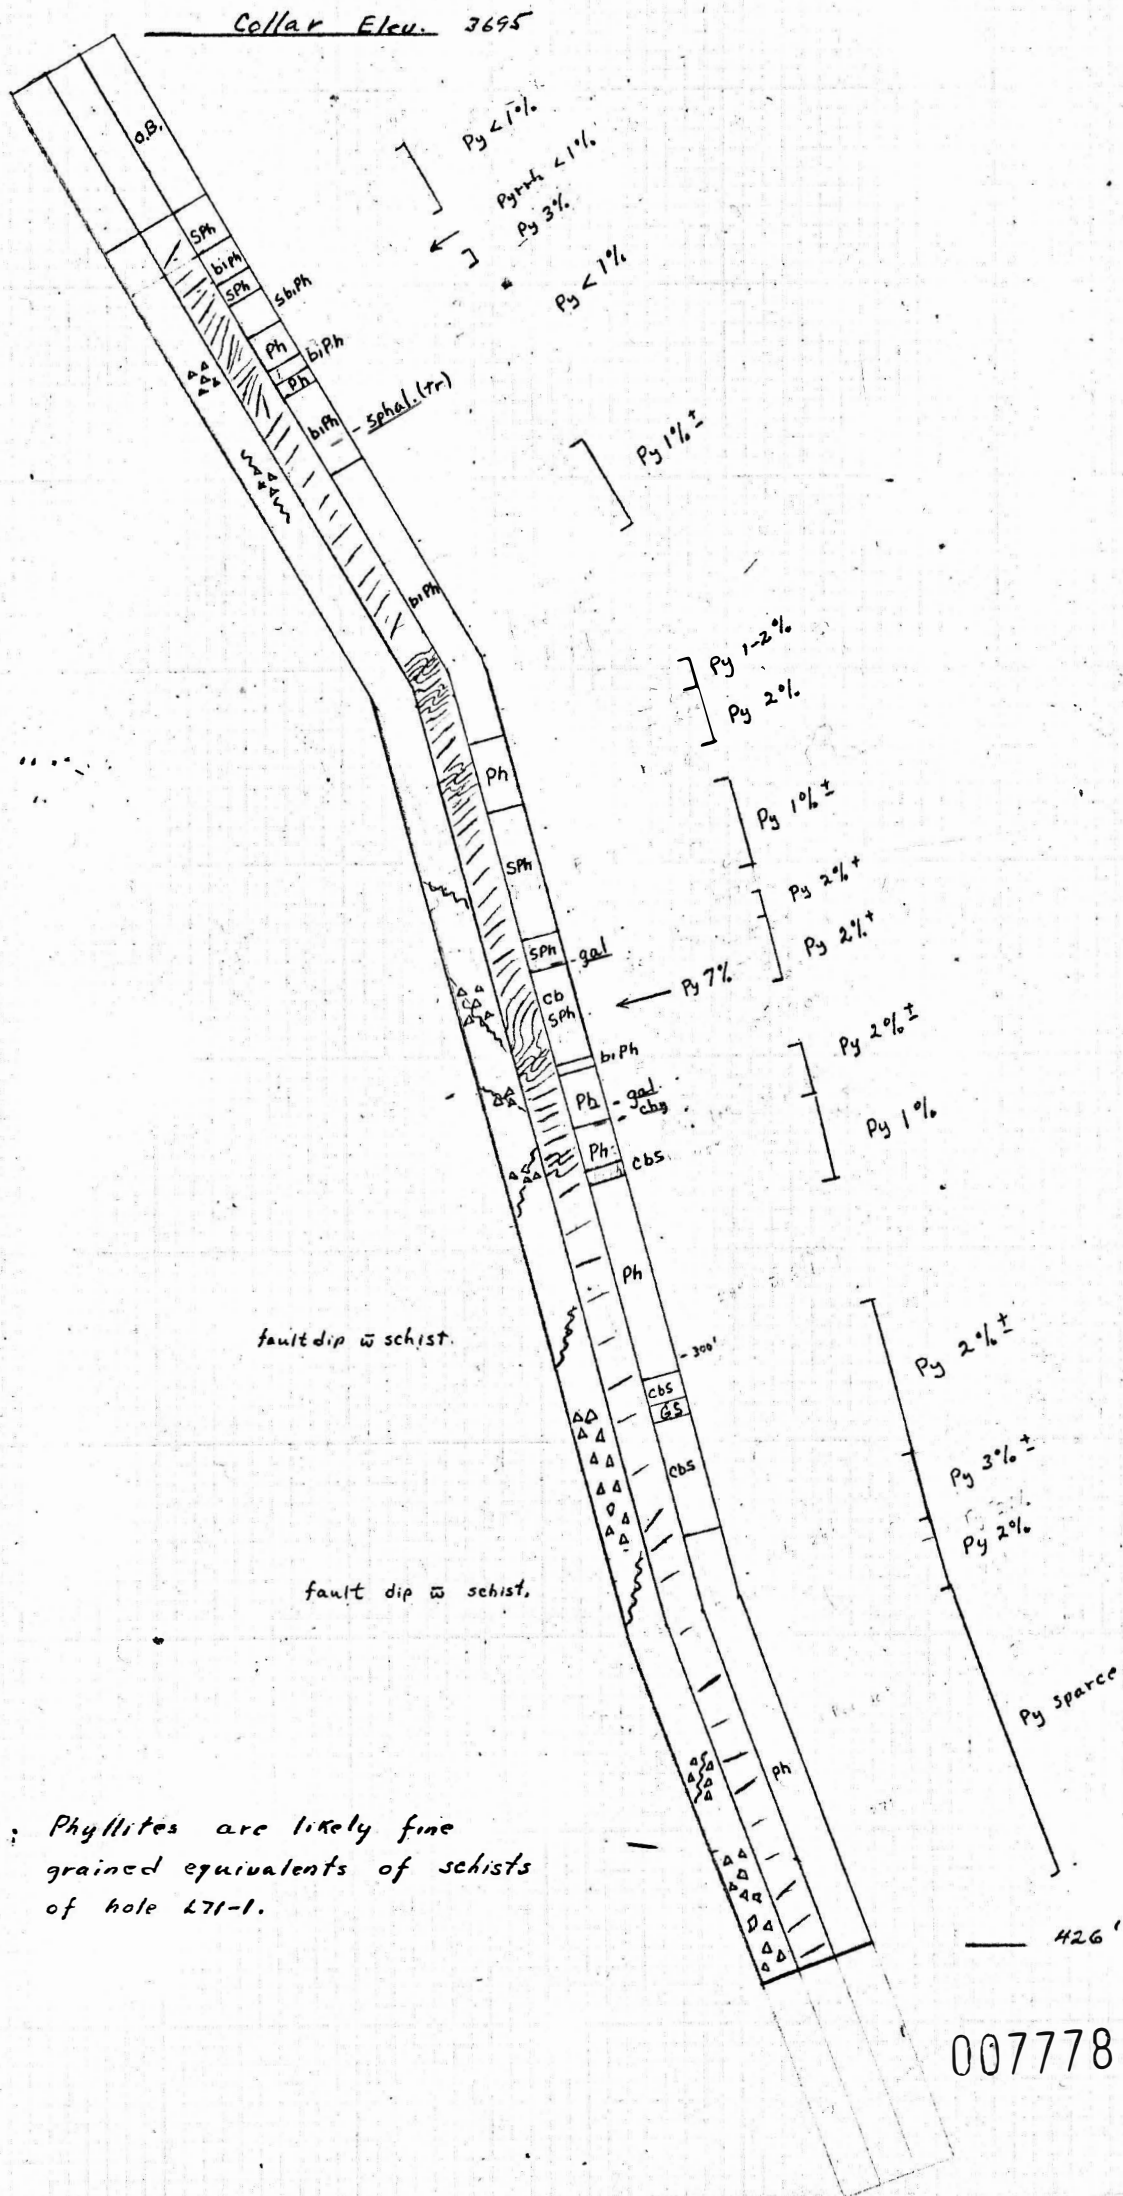 Collar Elev. 3695
O.B.
Py < 1%
Pyrrh < 1%
Py 3%
Py < 1%
SPh
biPh
SPh
SbiPh
Ph
biPh
Ph
biPh
Sphal. (tr)
Py 1% ±
biPh
Py 1-2%
Py 2%
Ph
Py 1% ±
SPh
Py 2% +
Py 2% +
SPh
gal
Cb
SPh
Py 7%
biPh
Py 2% ±
Ph
gal
cbs
Py 1%
Ph
cbs
Ph
fault dip w̄ schist.
300'
Py 2% ±
cbs
GS
cbs
Py 3% ±
Py 2%
fault dip w̄ schist.
Py sparce
Ph
: Phyllites are likely fine
grained equivalents of schists
of hole L71-1.
426'
007778